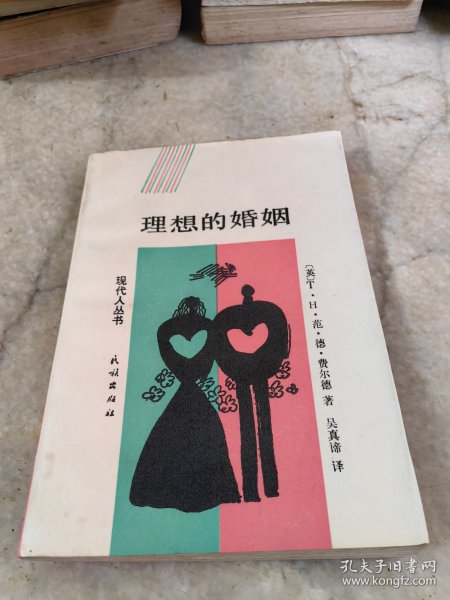 理想的婚姻
现代人丛书
民族出版社
〔英〕T·H·范·德·费尔德 著
吴真谛 译
孔夫子旧书网
www.kongfz.com